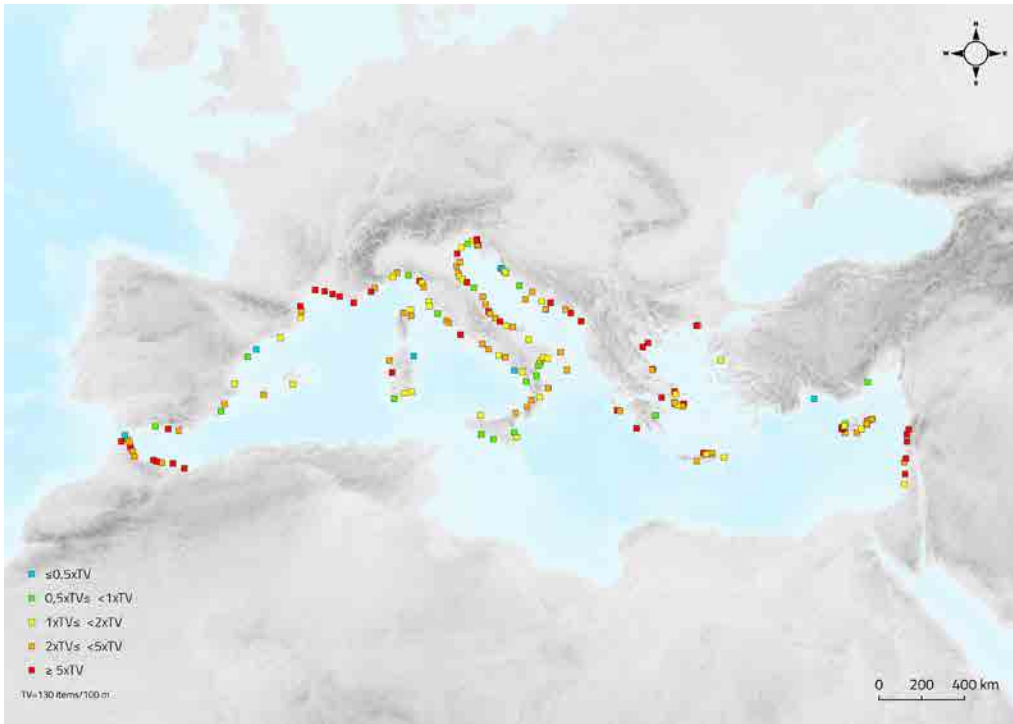 N
W E
S
≤0,5xTV
0,5xTV≤ <1xTV
1xTV≤ <2xTV
2xTV≤ <5xTV
≥ 5xTV
TV=130 items/100 m
0 200 400 km